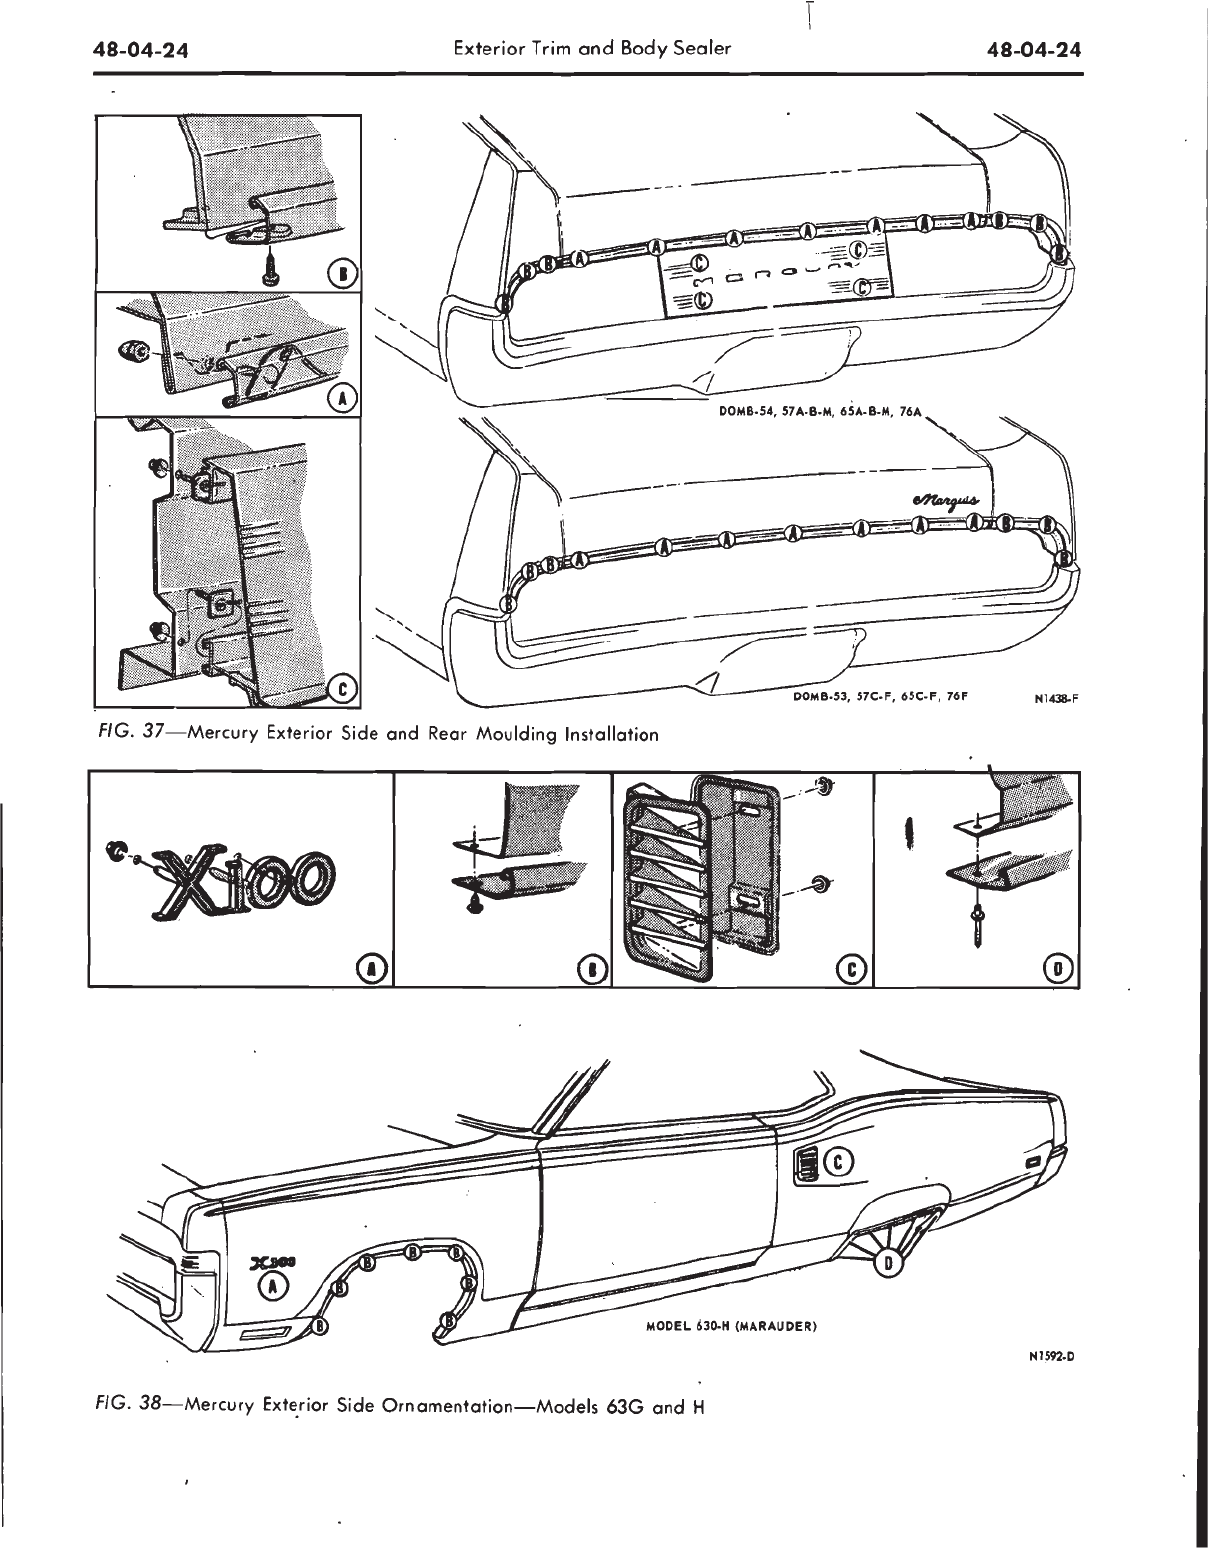 48-04-24 Exterior Trim and Body Sealer 48-04-24
B
A
C
B B B A A A A A A A B B B
C C
mercury
C C
DOMB-54, 57A-B-M, 65A-B-M, 76A
Marquis
B B B A A A A A A A B B B
DOMB-53, 57C-F, 65C-F, 76F
N1438-F
FIG. 37—Mercury Exterior Side and Rear Moulding Installation
X100
A B C D
C
X100
A
B B B B B B B
D
MODEL 630-H (MARAUDER)
N1592-D
FIG. 38—Mercury Exterior Side Ornamentation—Models 63G and H